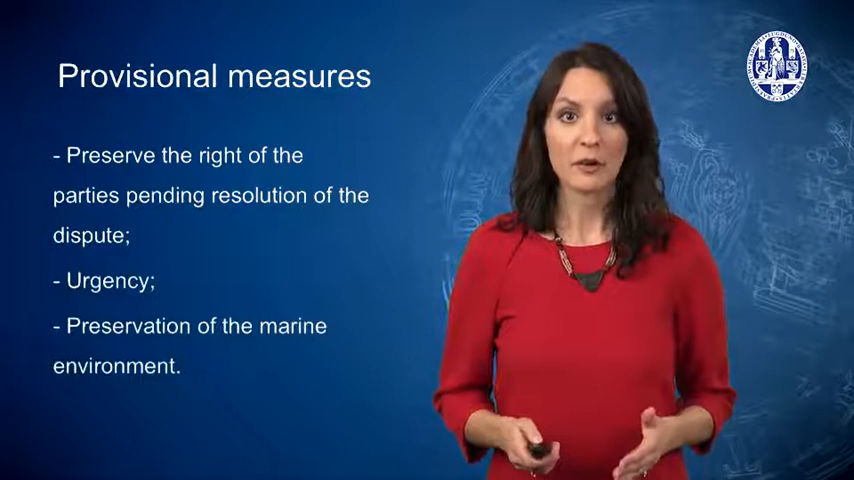 Provisional measures
- Preserve the right of the
parties pending resolution of the
dispute;
- Urgency;
- Preservation of the marine
environment.